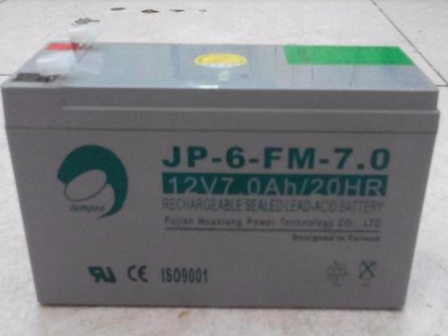 Jumpoo
JP-6-FM-7.0
12V7.0Ah/20HR
RECHARGEABLE SEALED LEAD-ACID BATTERY
Fujian Huaxiang Power Technology CO., LTD
Designed in Taiwan
CE
ISO9001